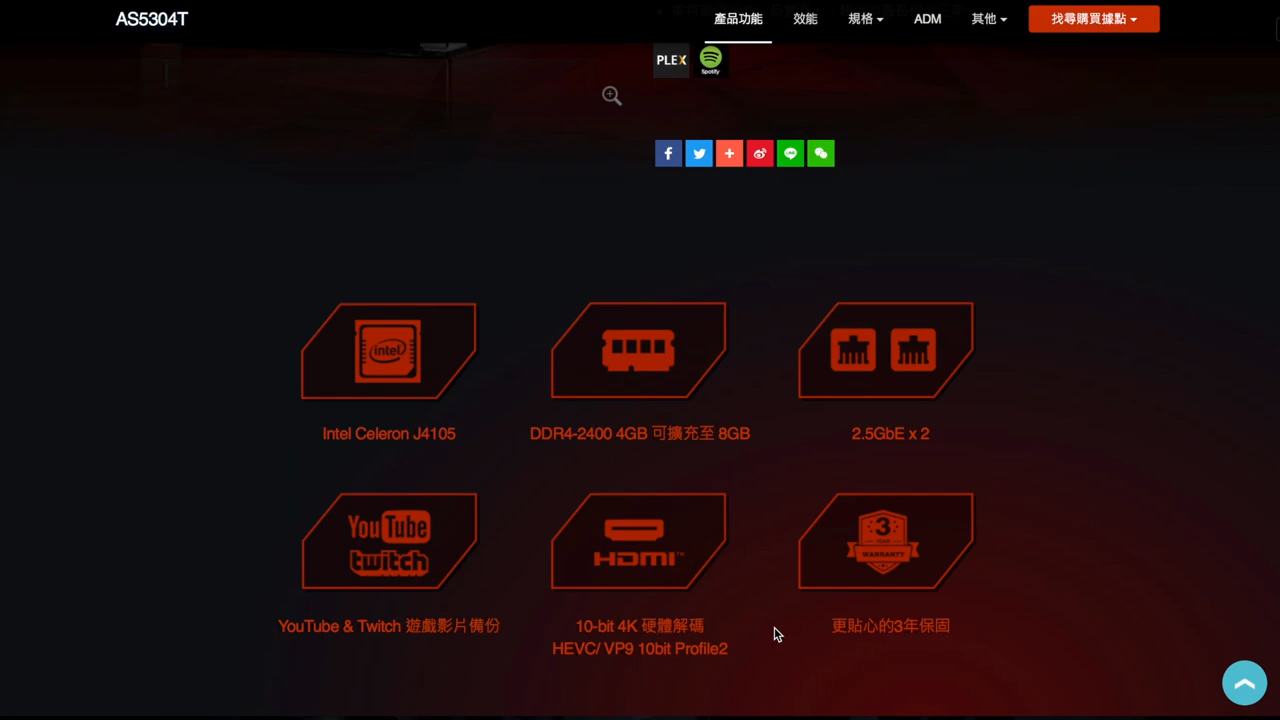 AS5304T
產品功能 效能 規格 ADM 其他 找尋購買據點
PLEX Spotify
intel
Intel Celeron J4105 DDR4-2400 4GB 可擴充至 8GB 2.5GbE x 2
YouTube
twitch
HDMI™
3
YEAR
WARRANTY
YouTube & Twitch 遊戲影片備份 10-bit 4K 硬體解碼 更貼心的3年保固
HEVC/ VP9 10bit Profile2